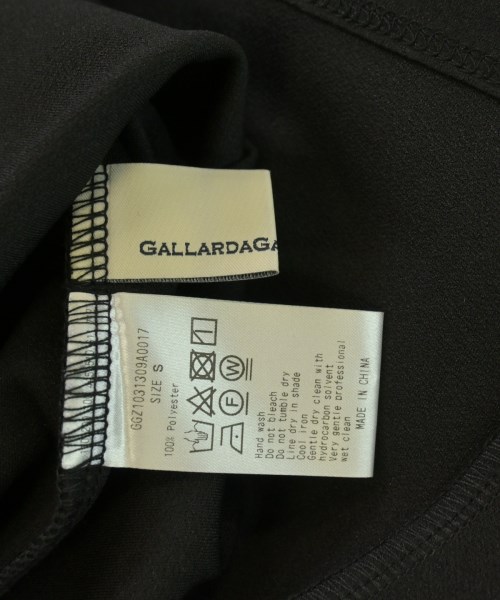 GALLARDAGA
GGZT031309A0017
SIZE S
100% Polyester
F
W
Hand wash
Do not bleach
Do not tumble dry
Line dry in shade
Cool iron
Gentle dry clean with
hydrocarbon solvent
Very gentle professional
wet clean
MADE IN CHINA